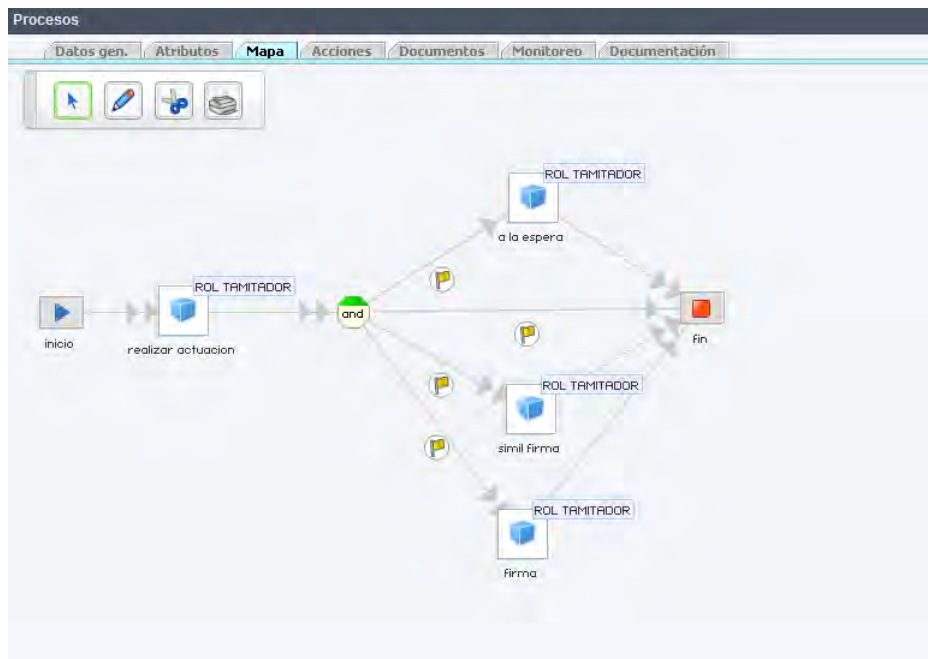 Procesos
Datos gen. Atributos Mapa Acciones Documentos Monitoreo Documentación
ROL TAMITADOR
a la espera
ROL TAMITADOR
and
inicio
realizar actuacion
fin
ROL TAMITADOR
simil firma
ROL TAMITADOR
firma